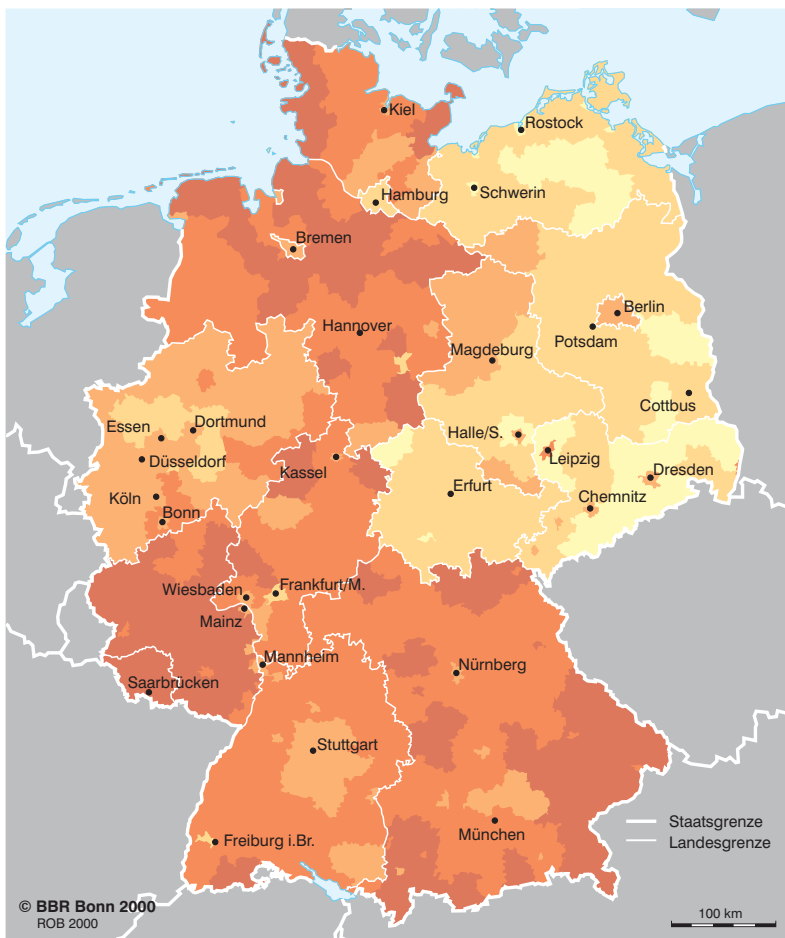 Kiel
Rostock
Hamburg
Schwerin
Bremen
Berlin
Hannover
Potsdam
Magdeburg
Cottbus
Essen
Dortmund
Halle/S.
Düsseldorf
Leipzig
Kassel
Dresden
Köln
Erfurt
Chemnitz
Bonn
Wiesbaden
Frankfurt/M.
Mainz
Mannheim
Nürnberg
Saarbrücken
Stuttgart
München
Staatsgrenze
Freiburg i.Br.
Landesgrenze
© BBR Bonn 2000
ROB 2000
100 km